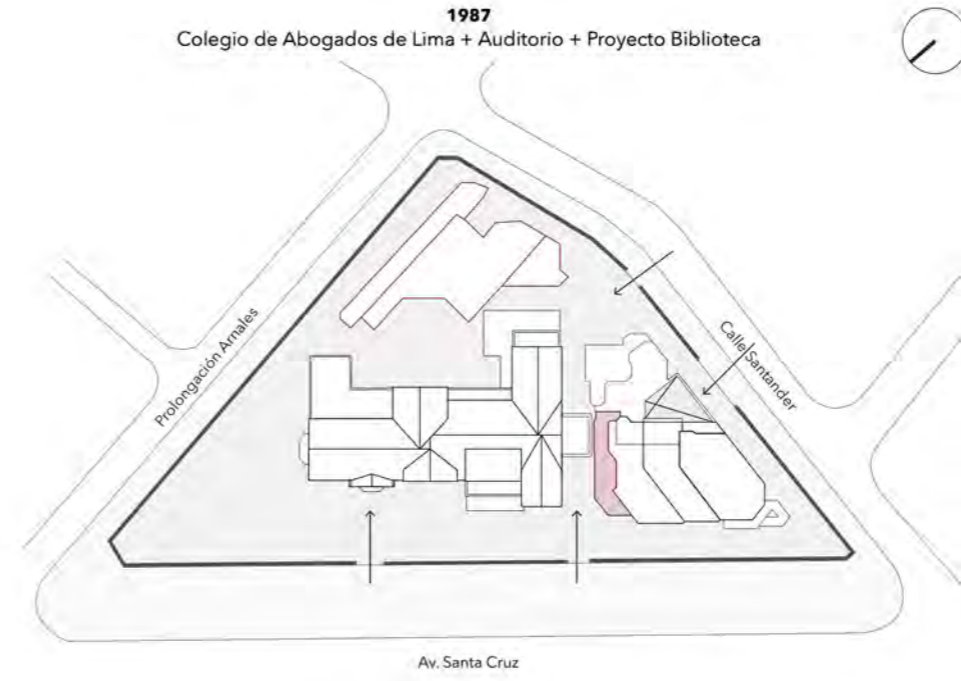 1987
Colegio de Abogados de Lima + Auditorio + Proyecto Biblioteca
Prolongación Arnales
Calle Santander
Av. Santa Cruz